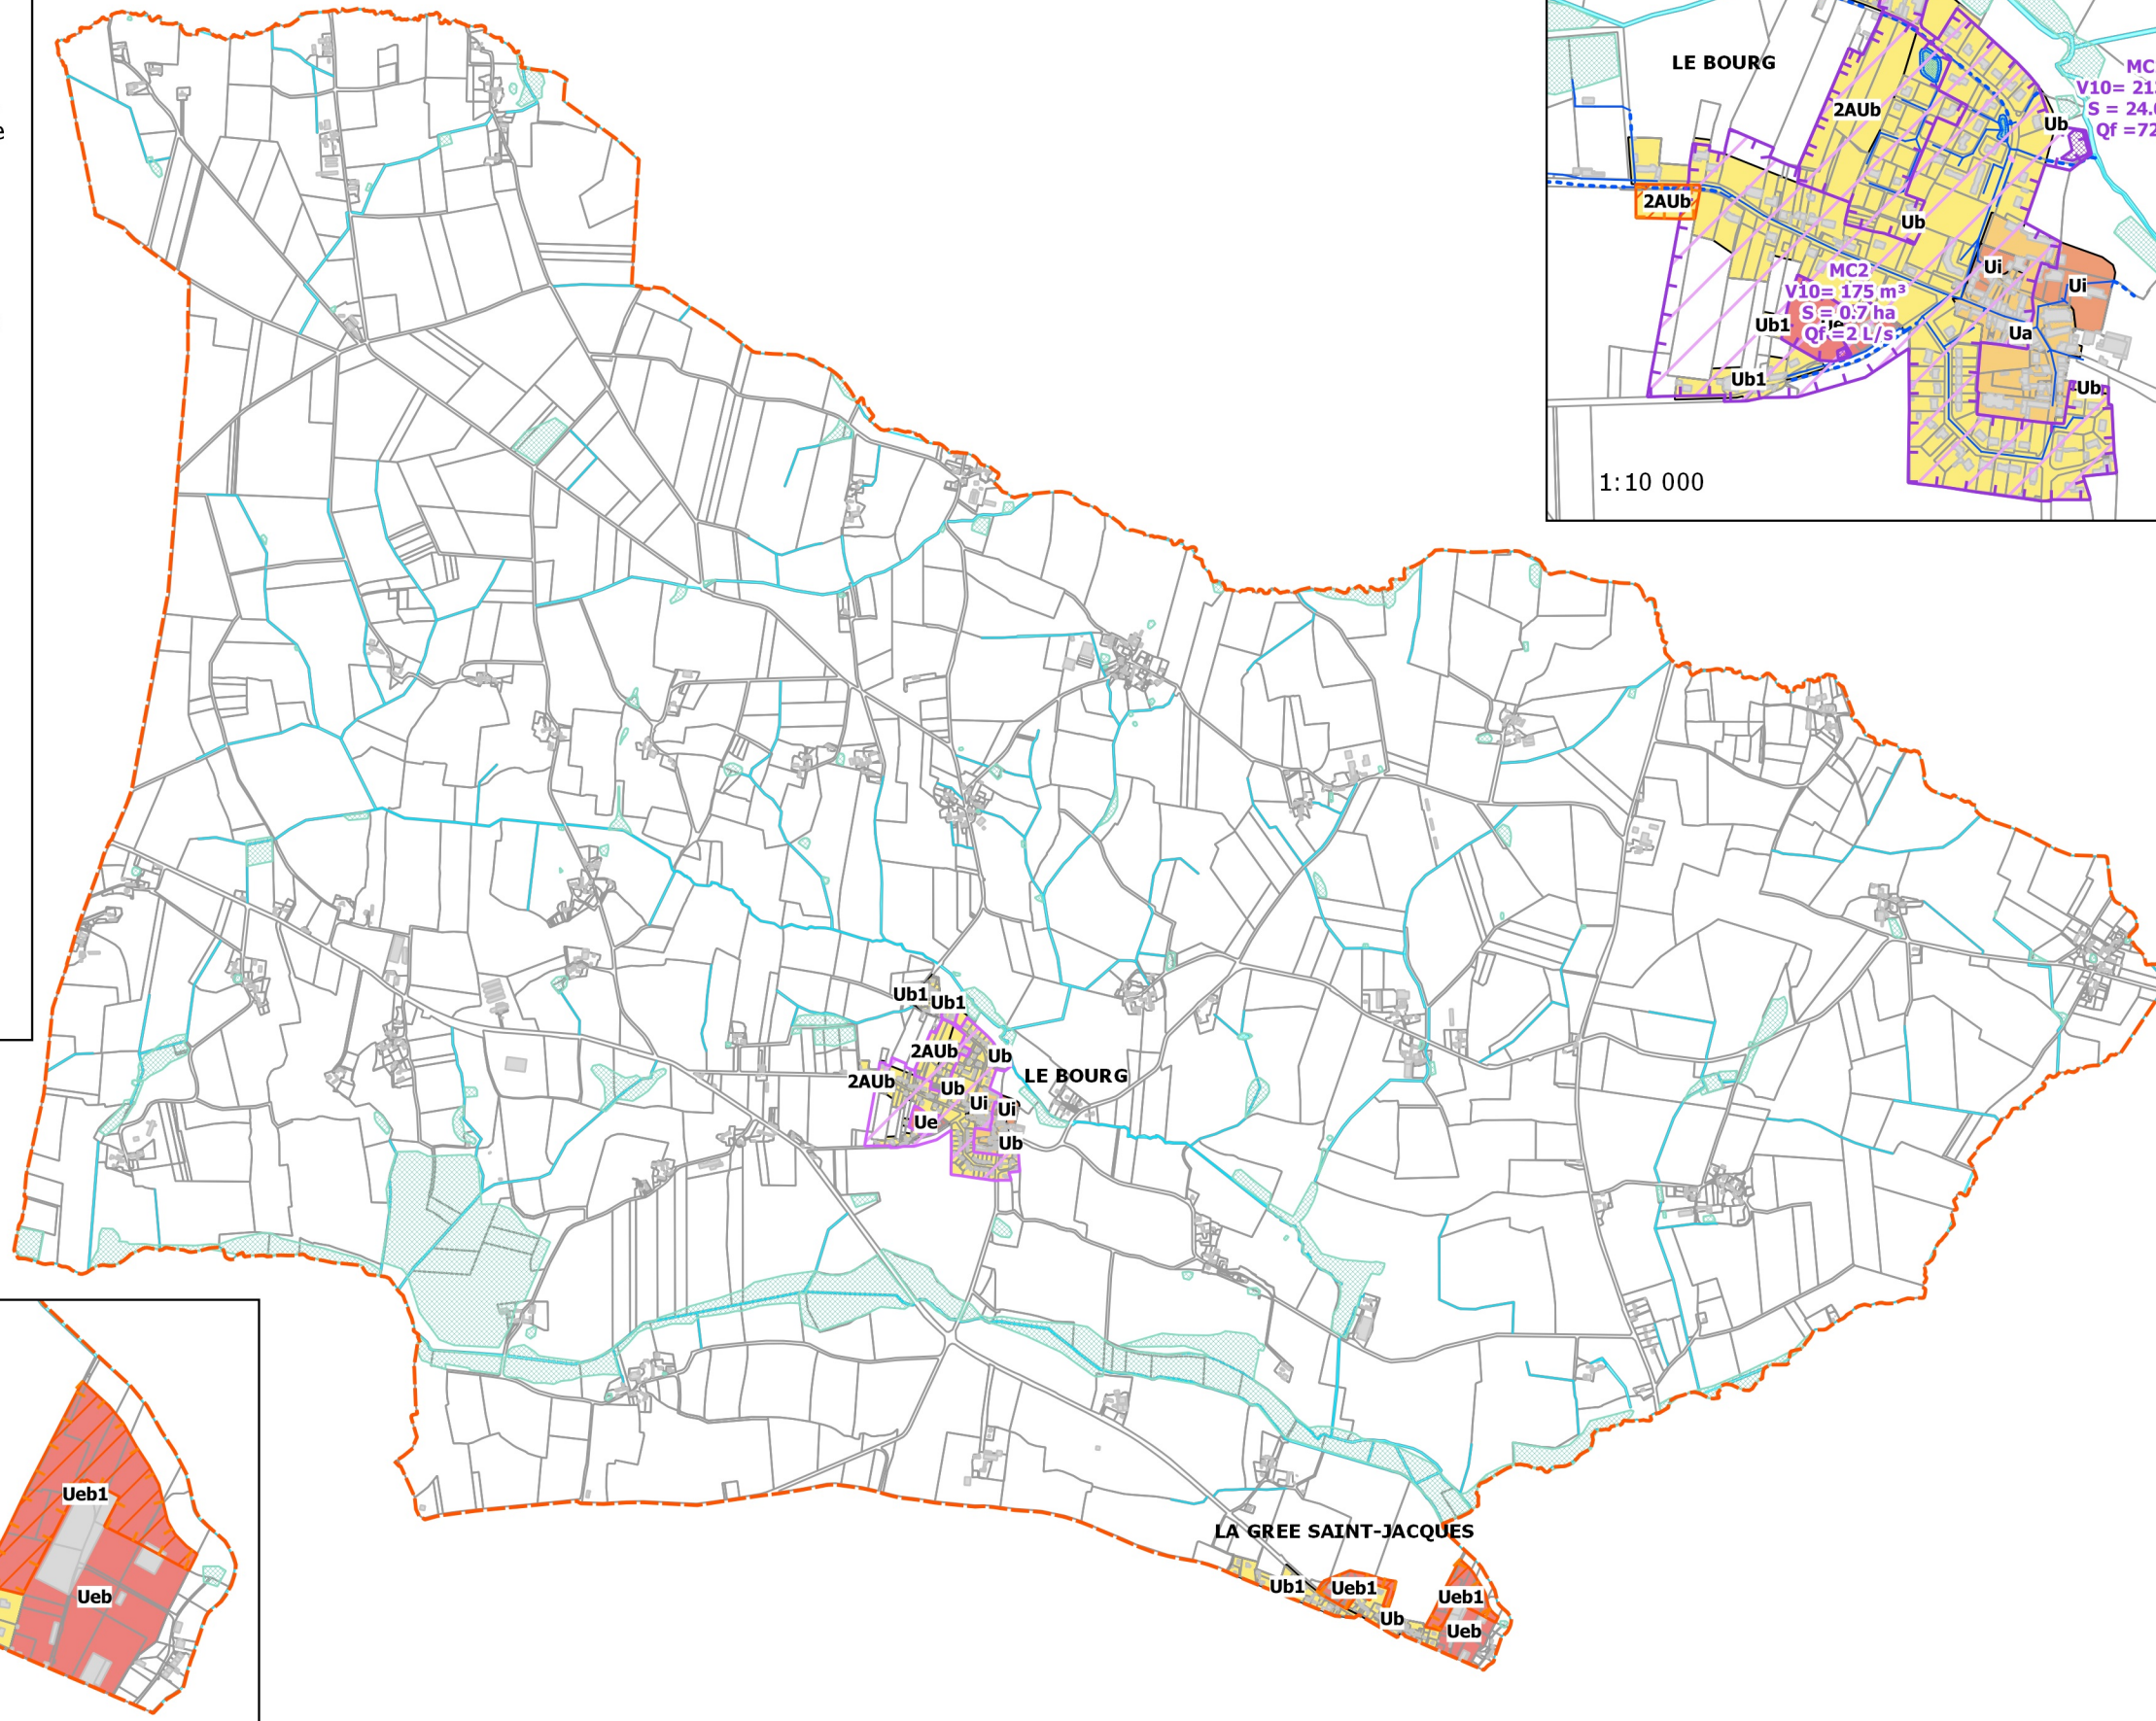 e
LE BOURG
2AUb
Ub
MC
V10= 21
S = 24.
Qf =72
2AUb
Ub
Ui
Ui
MC2
V10= 175 m³
S = 0.7 ha
Qf =2 L/s
Ub1
Ua
Ub1
Ub
1:10 000
Ub1
Ub1
2AUb
Ub
2AUb
LE BOURG
Ub
Ui
Ui
Ue
Ub
Ueb1
Ueb
LA GREE SAINT-JACQUES
Ub1
Ueb1
Ueb1
Ub
Ueb